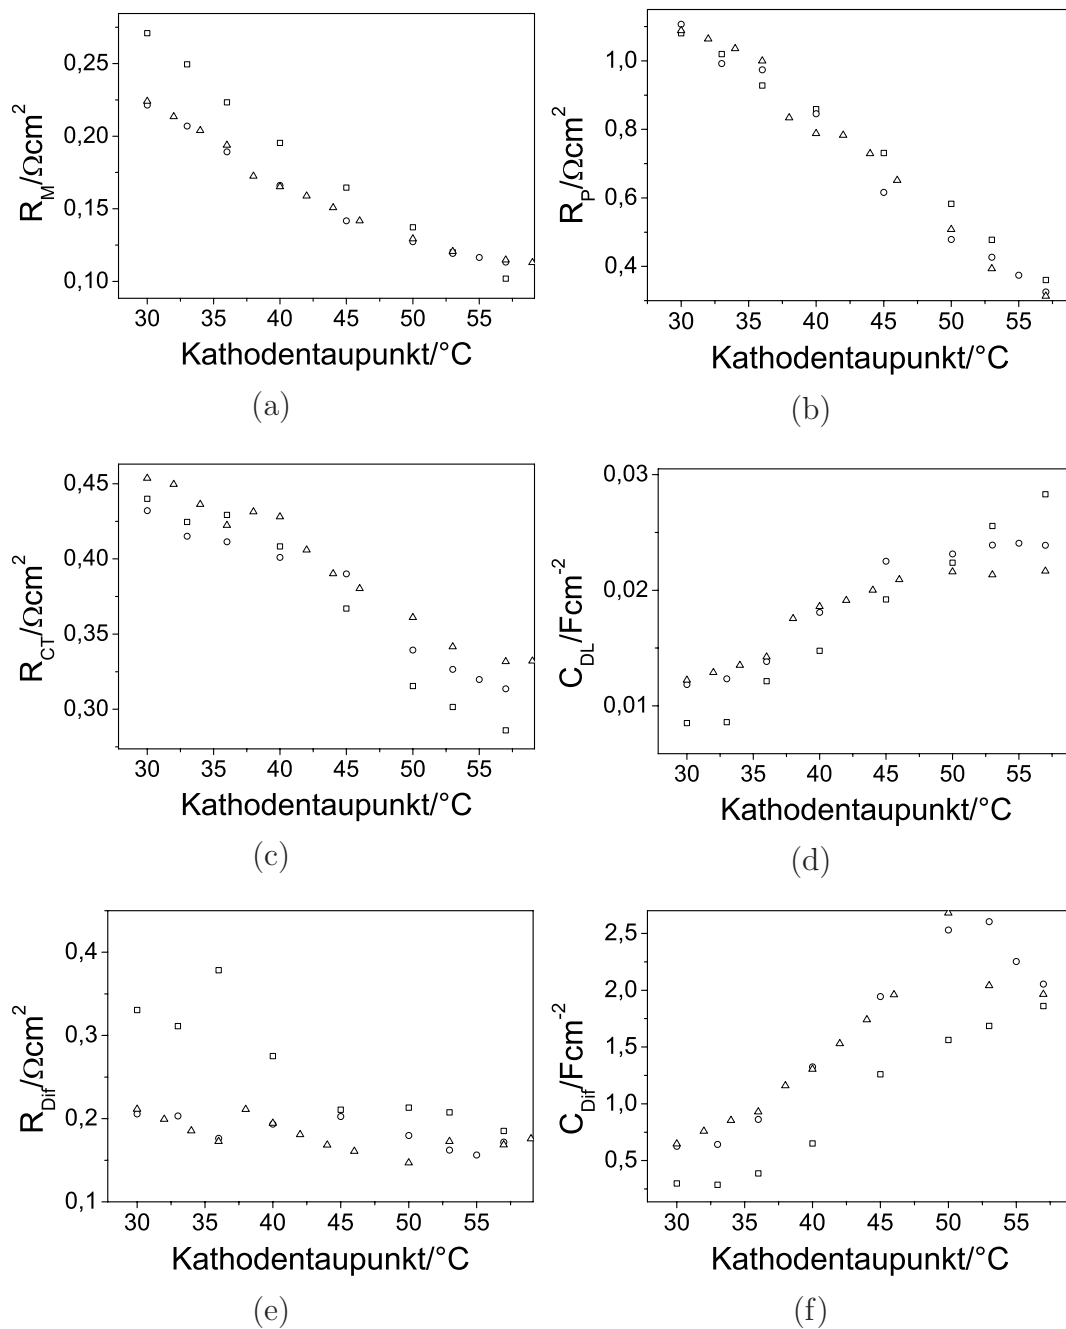 0,25
0,20
0,15
0,10
R_M/Ωcm²
30 35 40 45 50 55
Kathodentaupunkt/°C
(a)
1,0
0,8
0,6
0,4
R_P/Ωcm²
30 35 40 45 50 55
Kathodentaupunkt/°C
(b)
0,45
0,40
0,35
0,30
R_CT/Ωcm²
30 35 40 45 50 55
Kathodentaupunkt/°C
(c)
0,03
0,02
0,01
C_DL/Fcm⁻²
30 35 40 45 50 55
Kathodentaupunkt/°C
(d)
0,4
0,3
0,2
0,1
R_Dif/Ωcm²
30 35 40 45 50 55
Kathodentaupunkt/°C
(e)
2,5
2,0
1,5
1,0
0,5
C_Dif/Fcm⁻²
30 35 40 45 50 55
Kathodentaupunkt/°C
(f)